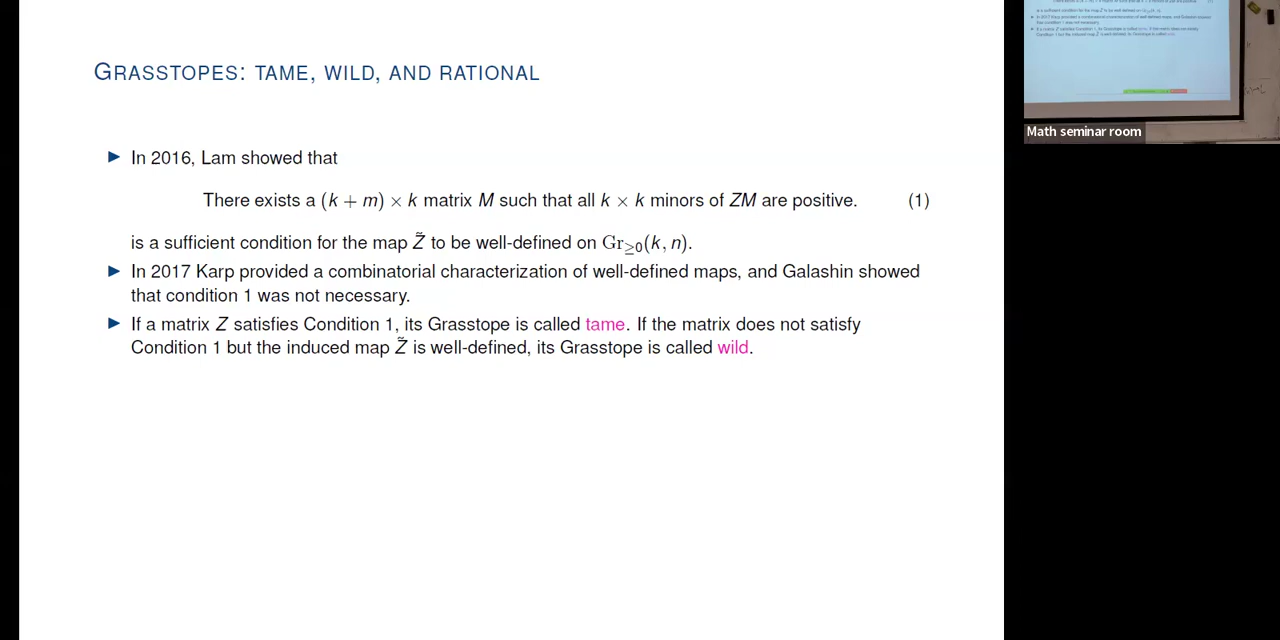 GRASSTOPES: TAME, WILD, AND RATIONAL
▶ In 2016, Lam showed that
There exists a (k + m) × k matrix M such that all k × k minors of ZM are positive. (1)
is a sufficient condition for the map Z̃ to be well-defined on Gr≥0(k, n).
▶ In 2017 Karp provided a combinatorial characterization of well-defined maps, and Galashin showed
that condition 1 was not necessary.
▶ If a matrix Z satisfies Condition 1, its Grasstope is called tame. If the matrix does not satisfy
Condition 1 but the induced map Z̃ is well-defined, its Grasstope is called wild.
Math seminar room